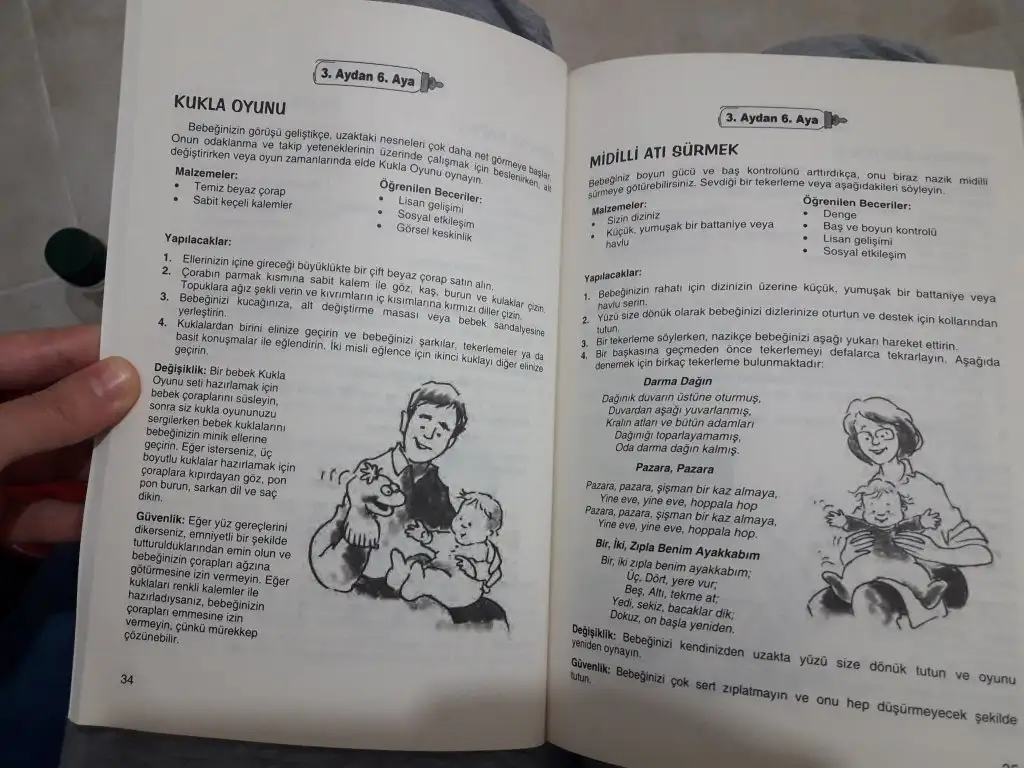 3. Aydan 6. Aya
KUKLA OYUNU
Bebeğinizin görüşü geliştikçe, uzaktaki nesneleri çok daha net görmeye başlar.
Onun odaklanma ve takip yeteneklerinin üzerinde çalışmak için beslenirken, alt
değiştirirken veya oyun zamanlarında elde Kukla Oyunu oynayın.
Malzemeler:
• Temiz beyaz çorap
• Sabit keçeli kalemler
Öğrenilen Beceriler:
• Lisan gelişimi
• Sosyal etkileşim
• Görsel keskinlik
Yapılacaklar:
1. Ellerinizin içine gireceği büyüklükte bir çift beyaz çorap satın alın.
2. Çorabın parmak kısmına sabit kalem ile göz, kaş, burun ve kulaklar çizin.
Topuklara ağız şekli verin ve kıvrımların iç kısımlarına kırmızı diller çizin.
3. Bebeğinizi kucağınıza, alt değiştirme masası veya bebek sandalyesine
yerleştirin.
4. Kuklalardan birini elinize geçirin ve bebeğinizi şarkılar, tekerlemeler ya da
basit konuşmalar ile eğlendirin. İki misli eğlence için ikinci kuklayı diğer elinize
geçirin.
Değişiklik: Bir bebek Kukla
Oyunu seti hazırlamak için
bebek çoraplarını süsleyin,
sonra siz kukla oyununuzu
sergilerken bebek kuklalarını
bebeğinizin minik ellerine
geçirin. Eğer isterseniz, üç
boyutlu kuklalar hazırlamak için
çoraplara kıpırdayan göz, pon
pon burun, sarkan dil ve saç
dikin.
Güvenlik: Eğer yüz gereçlerini
dikerseniz, emniyetli bir şekilde
tutturulduklarından emin olun ve
bebeğinizin çorapları ağzına
götürmesine izin vermeyin. Eğer
kuklaları renkli kalemler ile
hazırladıysanız, bebeğinizin
çorapları emmesine izin
vermeyin, çünkü mürekkep
çözünebilir.
34
3. Aydan 6. Aya
MİDİLLİ ATI SÜRMEK
Bebeğiniz boyun gücü ve baş kontrolünü arttırdıkça, onu biraz nazik midilli
sürmeye götürebilirsiniz. Sevdiği bir tekerleme veya aşağıdakileri söyleyin.
Malzemeler:
• Sizin diziniz
• Küçük, yumuşak bir battaniye veya
havlu
Öğrenilen Beceriler:
• Denge
• Baş ve boyun kontrolü
• Lisan gelişimi
• Sosyal etkileşim
Yapılacaklar:
1. Bebeğinizin rahatı için dizinizin üzerine küçük, yumuşak bir battaniye veya
havlu serin.
2. Yüzü size dönük olarak bebeğinizi dizlerinize oturtun ve destek için kollarından
tutun.
3. Bir tekerleme söylerken, nazikçe bebeğinizi aşağı yukarı hareket ettirin.
4. Bir başkasına geçmeden önce tekerlemeyi defalarca tekrarlayın. Aşağıda
denemek için birkaç tekerleme bulunmaktadır:
Darma Dağın
Dağınık duvarın üstüne oturmuş,
Duvardan aşağı yuvarlanmış,
Kralın atları ve bütün adamları
Dağınığı toparlayamamış,
Oda darma dağın kalmış.
Pazara, Pazara
Pazara, pazara, şişman bir kaz almaya,
Yine eve, yine eve, hoppala hop
Pazara, pazara, şişman bir kaz almaya,
Yine eve, yine eve, hoppala hop.
Bir, İki, Zıpla Benim Ayakkabım
Bir, iki zıpla benim ayakkabım;
Üç, Dört, yere vur;
Beş, Altı, tekme at;
Yedi, sekiz, bacaklar dik;
Dokuz, on başla yeniden.
Değişiklik: Bebeğinizi kendinizden uzakta yüzü size dönük tutun ve oyunu
yeniden oynayın.
Güvenlik: Bebeğinizi çok sert zıplatmayın ve onu hep düşürmeyecek şekilde
tutun.